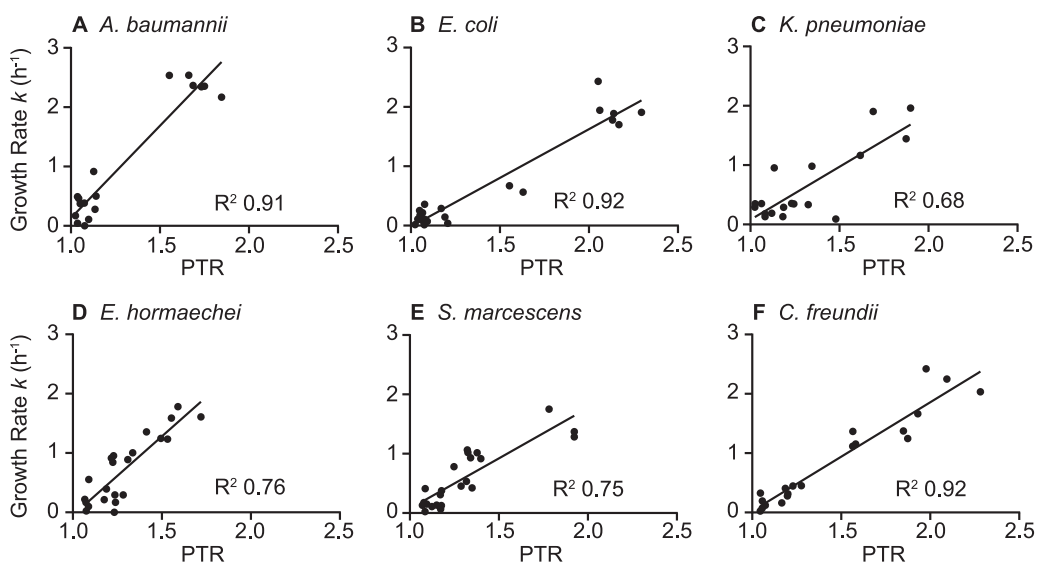 A A. baumannii
3
2
1
0
Growth Rate k (h-1)
R² 0.91
1.0 1.5 2.0 2.5
PTR
B E. coli
3
2
1
0
R² 0.92
1.0 1.5 2.0 2.5
PTR
C K. pneumoniae
3
2
1
0
R² 0.68
1.0 1.5 2.0 2.5
PTR
D E. hormaechei
3
2
1
0
Growth Rate k (h-1)
R² 0.76
1.0 1.5 2.0 2.5
PTR
E S. marcescens
3
2
1
0
R² 0.75
1.0 1.5 2.0 2.5
PTR
F C. freundii
3
2
1
0
R² 0.92
1.0 1.5 2.0 2.5
PTR